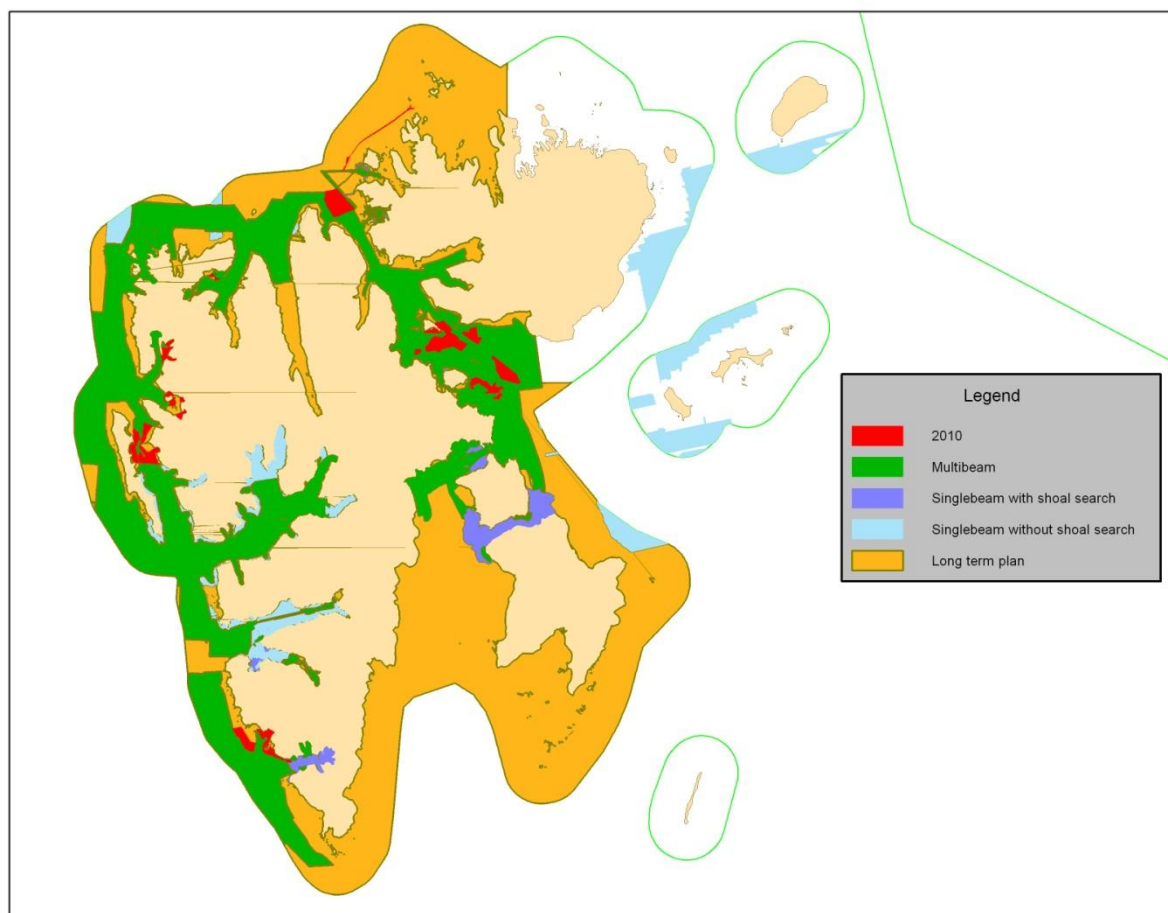 Legend
2010
Multibeam
Singlebeam with shoal search
Singlebeam without shoal search
Long term plan